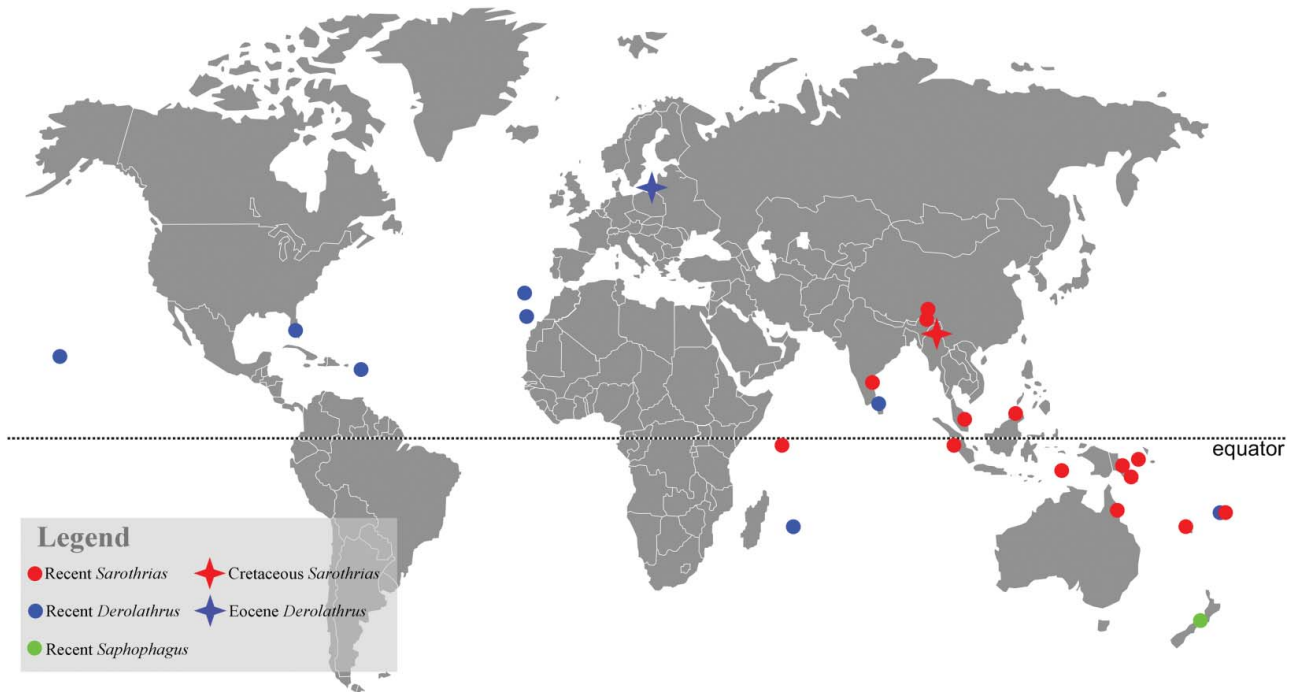 equator
Legend
Recent Sarothrias
Cretaceous Sarothrias
Recent Derolathrus
Eocene Derolathrus
Recent Saphophagus